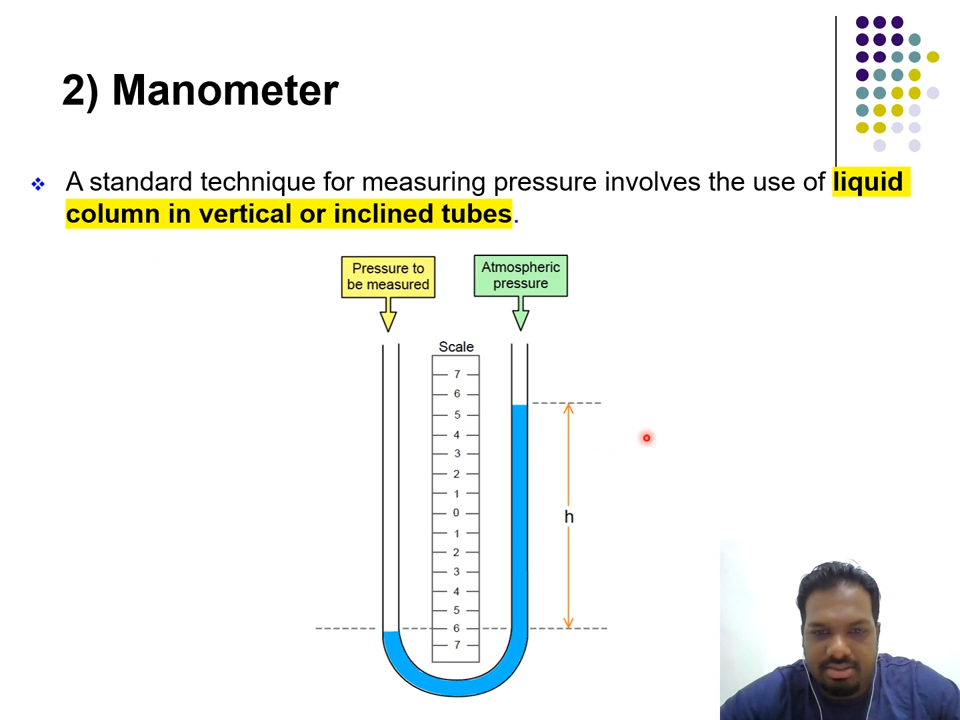 2) Manometer
A standard technique for measuring pressure involves the use of liquid
column in vertical or inclined tubes.
Pressure to
be measured
Atmospheric
pressure
Scale
7
6
5
4
3
2
1
0
1
2
3
4
5
6
7
h